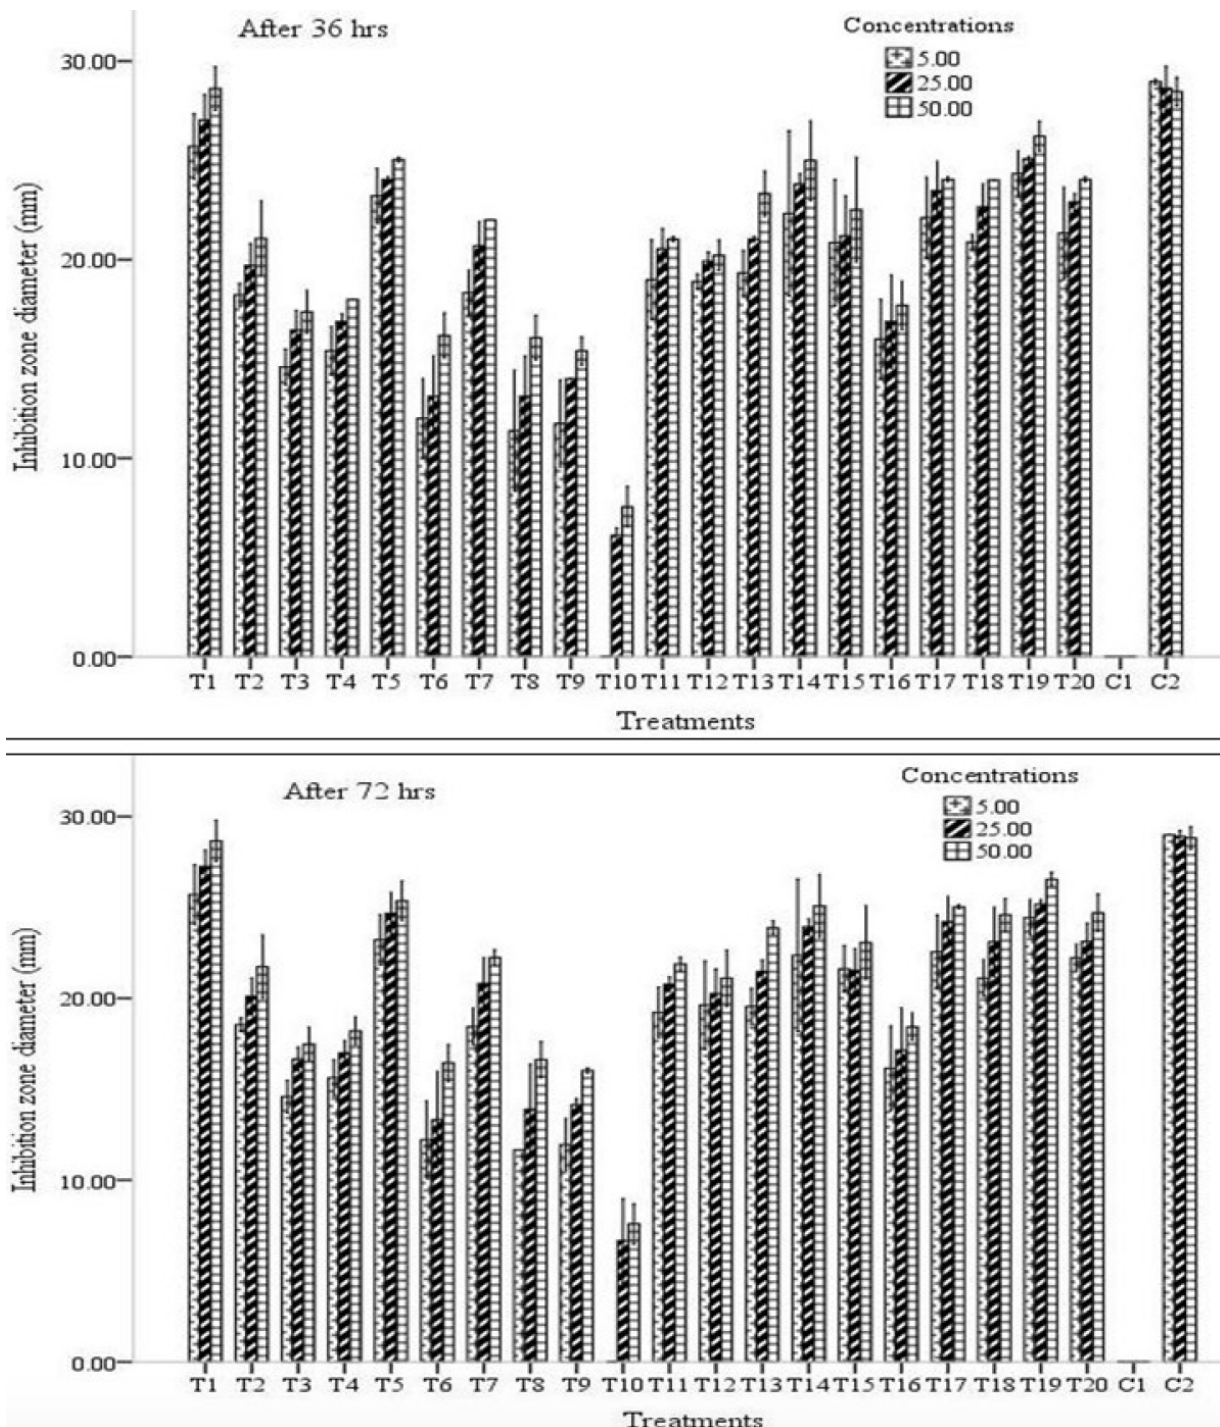 After 36 hrs
Concentrations
5.00
25.00
50.00
Inhibition zone diameter (mm)
30.00
20.00
10.00
0.00
T1 T2 T3 T4 T5 T6 T7 T8 T9 T10 T11 T12 T13 T14 T15 T16 T17 T18 T19 T20 C1 C2
Treatments
After 72 hrs
Concentrations
5.00
25.00
50.00
Inhibition zone diameter (mm)
30.00
20.00
10.00
0.00
T1 T2 T3 T4 T5 T6 T7 T8 T9 T10 T11 T12 T13 T14 T15 T16 T17 T18 T19 T20 C1 C2
Treatments